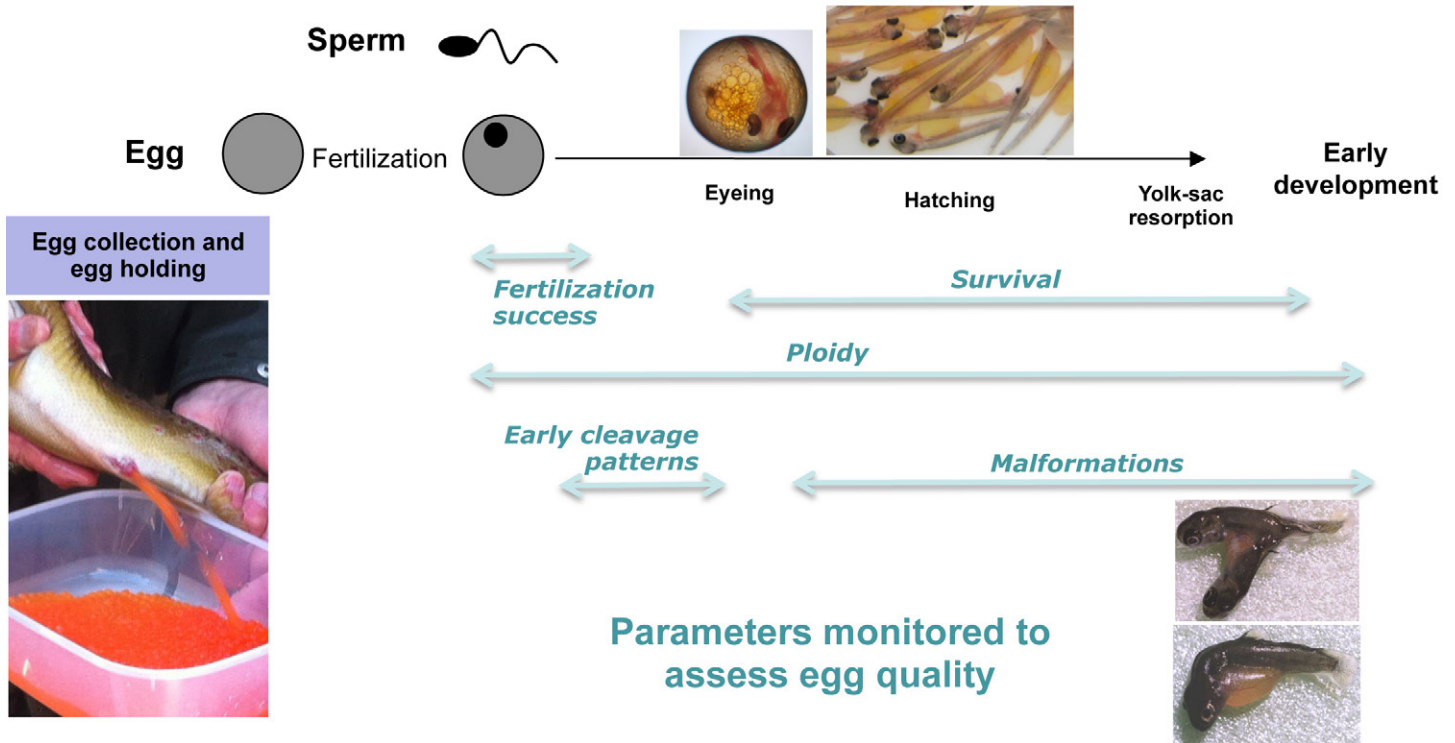 Sperm
Egg
Fertilization
Eyeing
Hatching
Yolk-sac
resorption
Early
development
Egg collection and
egg holding
Fertilization
success
Survival
Ploidy
Early cleavage
patterns
Malformations
Parameters monitored to
assess egg quality